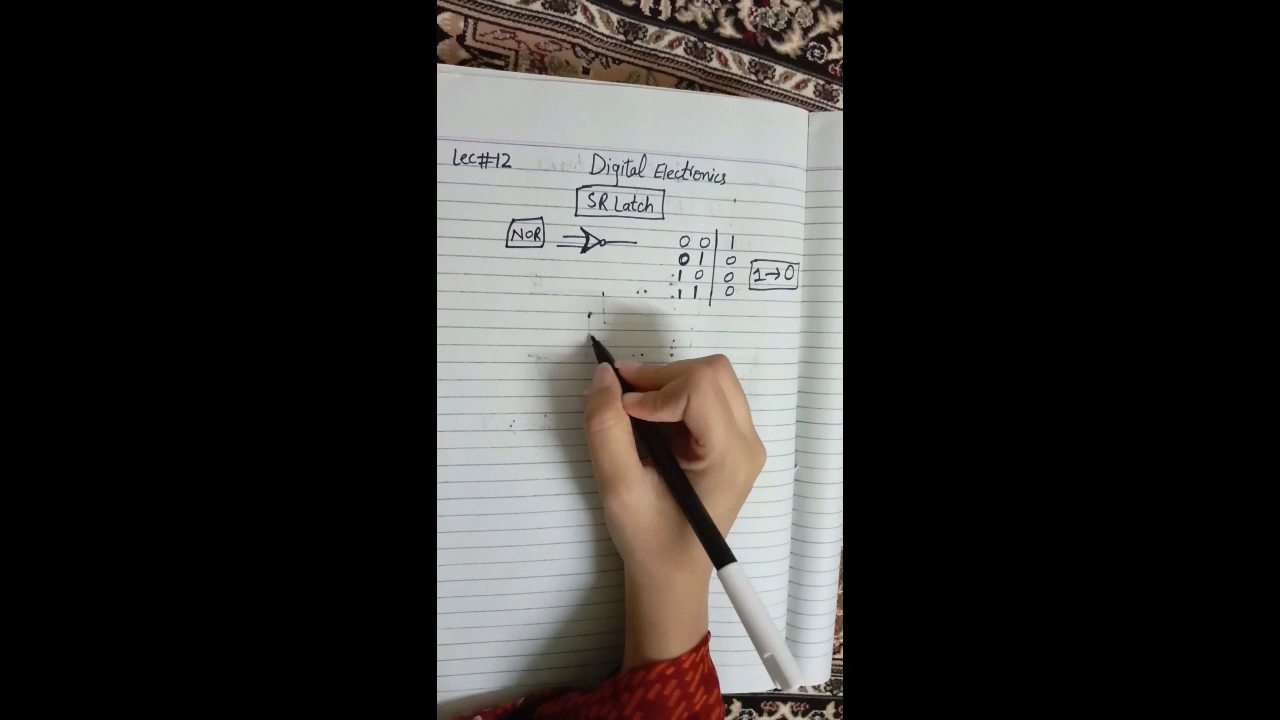 Lec#12 Digital Electronics
SR Latch
NOR 0 0 | 1
0 1 | 0
1 0 | 0 1→0
1 1 | 0